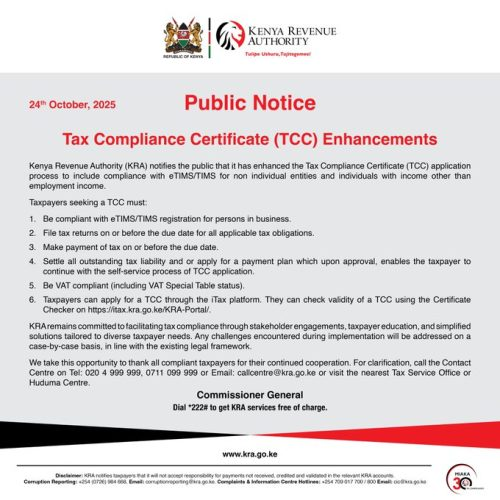 KENYA REVENUE
AUTHORITY
REPUBLIC OF KENYA
Tulipe Ushuru, Tujitegemee!
24th October, 2025
Public Notice
Tax Compliance Certificate (TCC) Enhancements
Kenya Revenue Authority (KRA) notifies the public that it has enhanced the Tax Compliance Certificate (TCC) application
process to include compliance with eTIMS/TIMS for non individual entities and individuals with income other than
employment income.
Taxpayers seeking a TCC must:
1. Be compliant with eTIMS/TIMS registration for persons in business.
2. File tax returns on or before the due date for all applicable tax obligations.
3. Make payment of tax on or before the due date.
4. Settle all outstanding tax liability and or apply for a payment plan which upon approval, enables the taxpayer to
continue with the self-service process of TCC application.
5. Be VAT compliant (including VAT Special Table status).
6. Taxpayers can apply for a TCC through the iTax platform. They can check validity of a TCC using the Certificate
Checker on https://itax.kra.go.ke/KRA-Portal/.
KRA remains committed to facilitating tax compliance through stakeholder engagements, taxpayer education, and simplified
solutions tailored to diverse taxpayer needs. Any challenges encountered during implementation will be addressed on a
case-by-case basis, in line with the existing legal framework.
We take this opportunity to thank all compliant taxpayers for their continued cooperation. For clarification, call the Contact
Centre on Tel: 020 4 999 999, 0711 099 999 or Email: callcentre@kra.go.ke or visit the nearest Tax Service Office or
Huduma Centre.
Commissioner General
Dial *222# to get KRA services free of charge.
www.kra.go.ke
Disclaimer: KRA notifies taxpayers that it will not accept responsibility for payments not received, credited and validated in the relevant KRA accounts.
Corruption Reporting: +254 (0726) 984 668, Email: corruptionreporting@kra.go.ke. Complaints & Information Centre Hotlines: +254 709 017 700 / 800 Email: cic@kra.go.ke
MIAKA
30